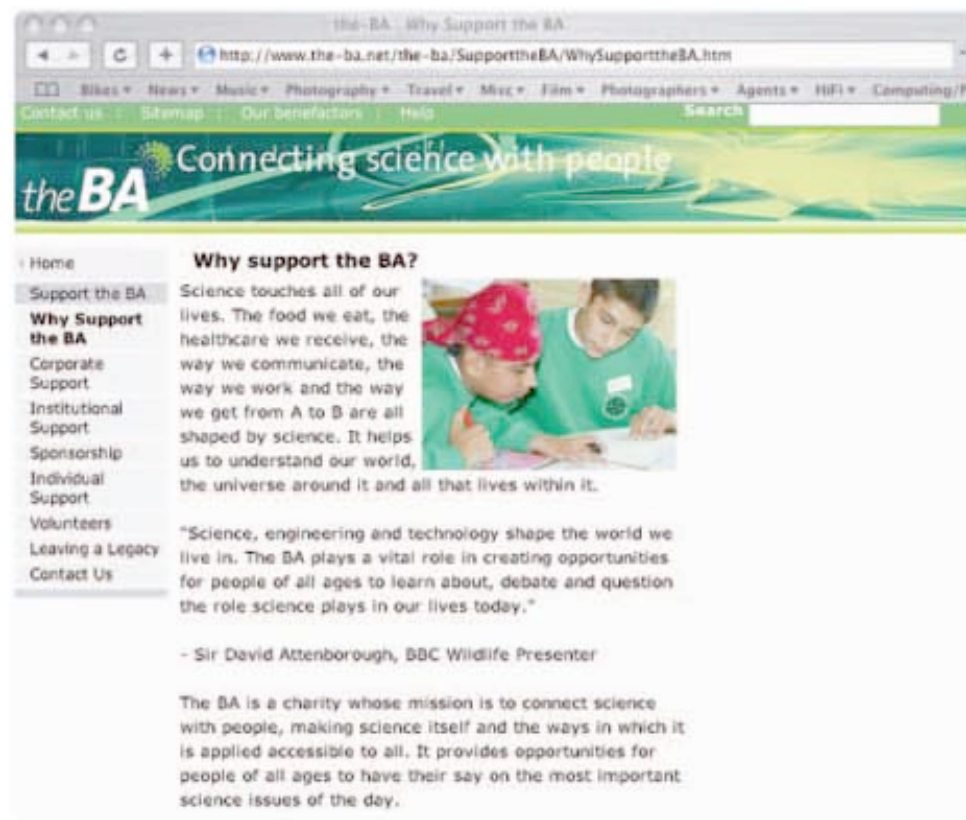 the-BA - Why Support the BA
http://www.the-ba.net/the-ba/SupporttheBA/WhySupporttheBA.htm
Bikes News Music Photography Travel Misc Film Photographers Agents HiFi Computing/
Contact us : Sitemap : Our benefactors : Help Search
the BA Connecting science with people
Home
Support the BA
Why Support
the BA
Corporate
Support
Institutional
Support
Sponsorship
Individual
Support
Volunteers
Leaving a Legacy
Contact Us
Why support the BA?
Science touches all of our
lives. The food we eat, the
healthcare we receive, the
way we communicate, the
way we work and the way
we get from A to B are all
shaped by science. It helps
us to understand our world,
the universe around it and all that lives within it.
"Science, engineering and technology shape the world we
live in. The BA plays a vital role in creating opportunities
for people of all ages to learn about, debate and question
the role science plays in our lives today."
- Sir David Attenborough, BBC Wildlife Presenter
The BA is a charity whose mission is to connect science
with people, making science itself and the ways in which it
is applied accessible to all. It provides opportunities for
people of all ages to have their say on the most important
science issues of the day.